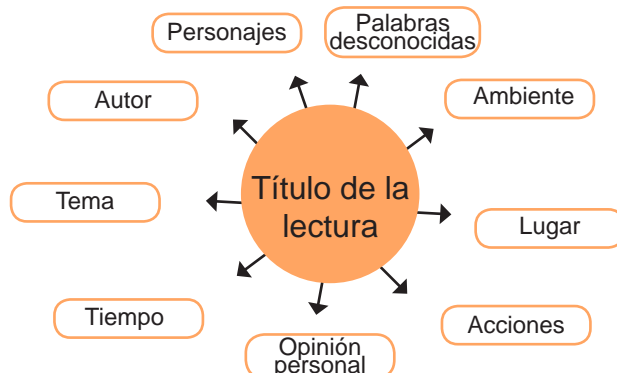 Personajes
Palabras
desconocidas
Autor
Ambiente
Título de la
lectura
Tema
Lugar
Tiempo
Acciones
Opinión
personal